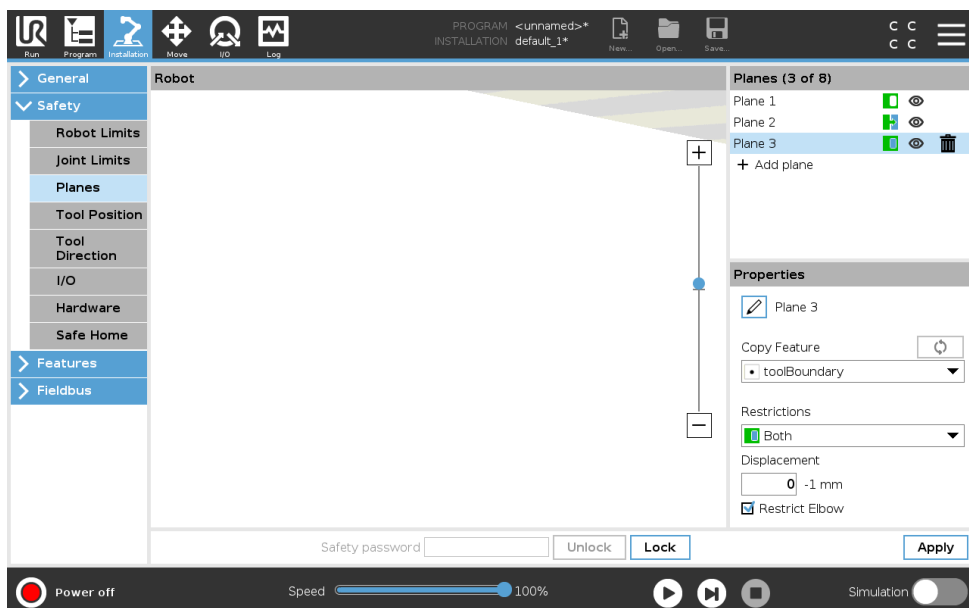 UR
Run
Program
Installation
Move
I/O
Log
PROGRAM <unnamed>*
INSTALLATION default_1*
New...
Open...
Save...
C C
C C
General
Safety
Robot Limits
Joint Limits
Planes
Tool Position
Tool
Direction
I/O
Hardware
Safe Home
Features
Fieldbus
Robot
+
−
Planes (3 of 8)
Plane 1
Plane 2
Plane 3
+ Add plane
Properties
Plane 3
Copy Feature
toolBoundary
Restrictions
Both
Displacement
0 -1 mm
Restrict Elbow
Safety password
Unlock
Lock
Apply
Power off
Speed
100%
Simulation